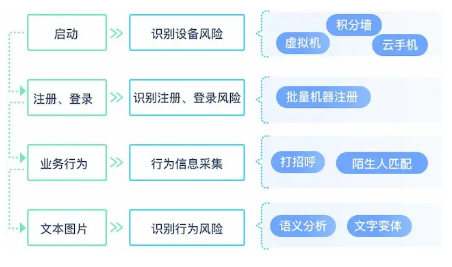 启动
识别设备风险
积分墙
虚拟机
云手机
注册、登录
识别注册、登录风险
批量机器注册
业务行为
行为信息采集
打招呼
陌生人匹配
文本图片
识别行为风险
语义分析
文字变体